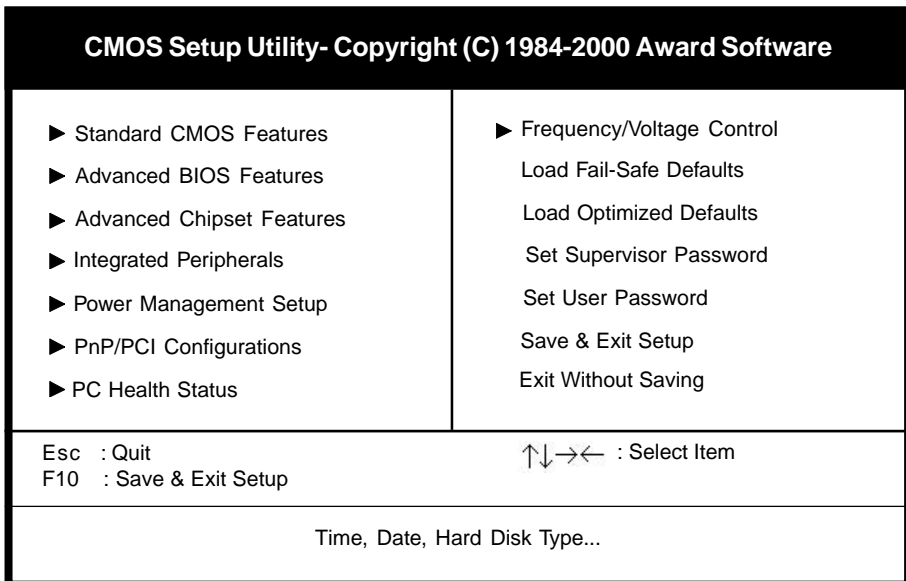 CMOS Setup Utility- Copyright (C) 1984-2000 Award Software
▶ Standard CMOS Features
▶ Advanced BIOS Features
▶ Advanced Chipset Features
▶ Integrated Peripherals
▶ Power Management Setup
▶ PnP/PCI Configurations
▶ PC Health Status
▶ Frequency/Voltage Control
Load Fail-Safe Defaults
Load Optimized Defaults
Set Supervisor Password
Set User Password
Save & Exit Setup
Exit Without Saving
Esc : Quit
F10 : Save & Exit Setup
↑↓→← : Select Item
Time, Date, Hard Disk Type...